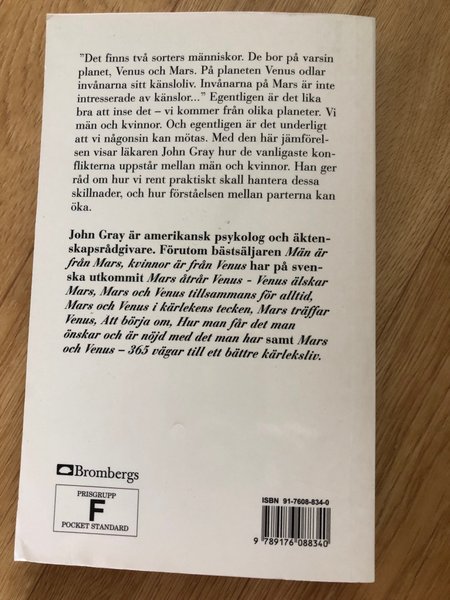 "Det finns två sorters människor. De bor på varsin
planet, Venus och Mars. På planeten Venus odlar
invånarna sitt känsloliv. Invånarna på Mars är inte
intresserade av känslor..." Egentligen är det lika
bra att inse det – vi kommer från olika planeter. Vi
män och kvinnor. Och egentligen är det underligt
att vi någonsin kan mötas. Med den här jämförel-
sen visar läkaren John Gray hur de vanligaste kon-
flikterna uppstår mellan män och kvinnor. Han ger
råd om hur vi rent praktiskt skall hantera dessa
skillnader, och hur förståelsen mellan parterna kan
öka.
John Gray är amerikansk psykolog och äkten-
skapsrådgivare. Förutom bästsäljaren Män är
från Mars, kvinnor är från Venus har på sven-
ska utkommit Mars åtrår Venus - Venus älskar
Mars, Mars och Venus tillsammans för alltid,
Mars och Venus i kärlekens tecken, Mars träffar
Venus, Att börja om, Hur man får det man
önskar och är nöjd med det man har samt Mars
och Venus – 365 vägar till ett bättre kärleksliv.
Brombergs
PRISGRUPP
F
POCKET STANDARD
ISBN 91-7608-834-0
9 789176 088340